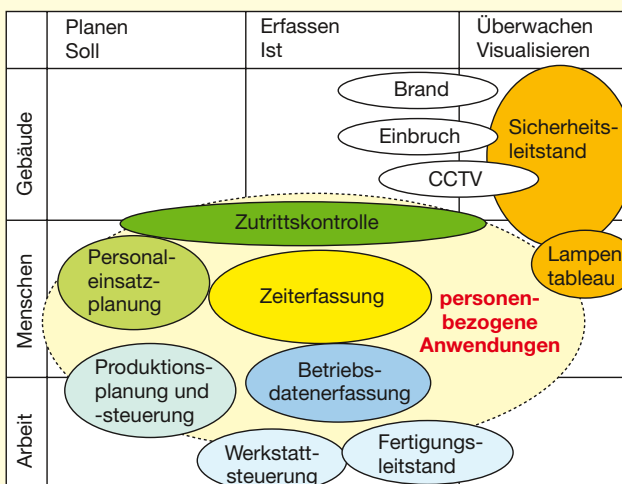 Planen
Soll
Erfassen
Ist
Überwachen
Visualisieren
Gebäude
Brand
Einbruch
CCTV
Sicherheits-
leitstand
Menschen
Zutrittskontrolle
Personal-
einsatz-
planung
Zeiterfassung
personen-
bezogene
Anwendungen
Lampen
tableau
Arbeit
Produktions-
planung und
-steuerung
Betriebs-
datenerfassung
Werkstatt-
steuerung
Fertigungs-
leitstand